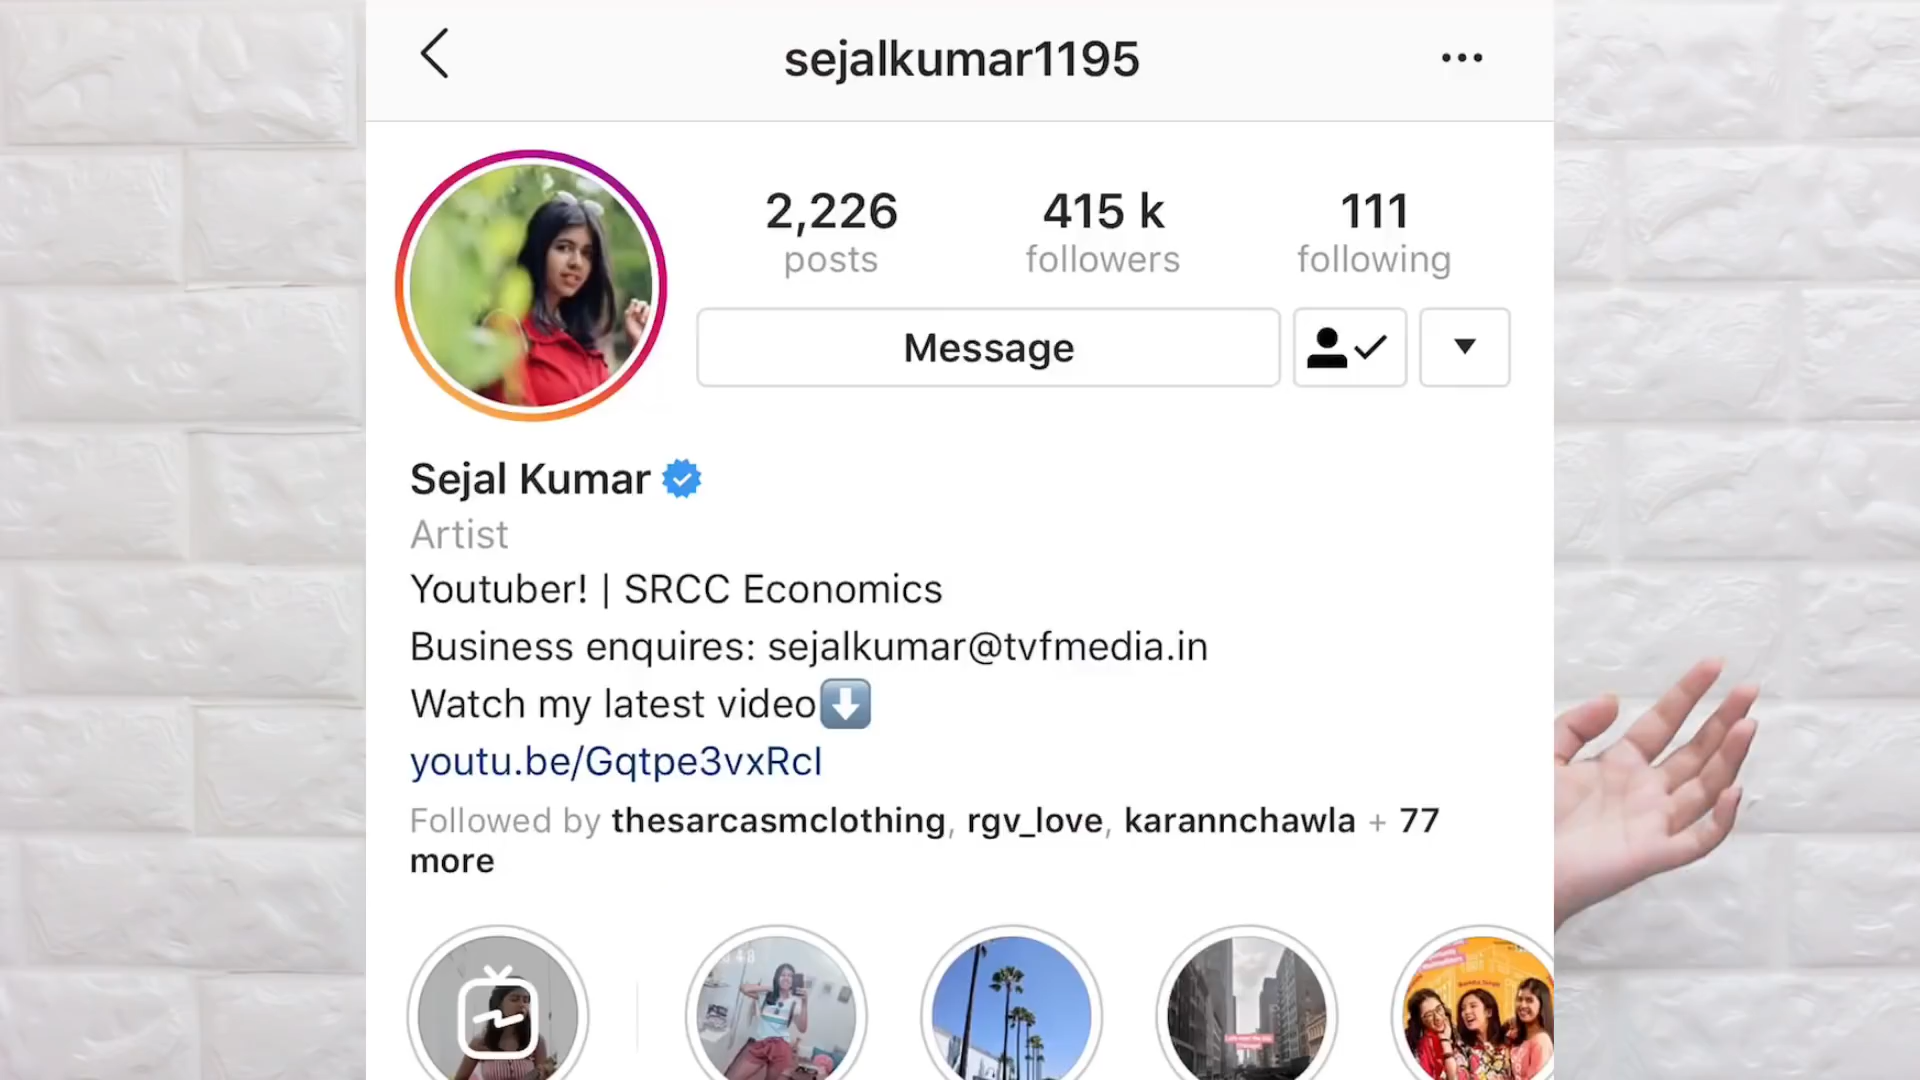 sejalkumar1195
2,226
posts
415 k
followers
111
following
Message
Sejal Kumar
Artist
Youtuber! | SRCC Economics
Business enquires: sejalkumar@tvfmedia.in
Watch my latest video
youtu.be/Gqtpe3vxRcI
Followed by thesarcasmclothing, rgv_love, karannchawla + 77
more